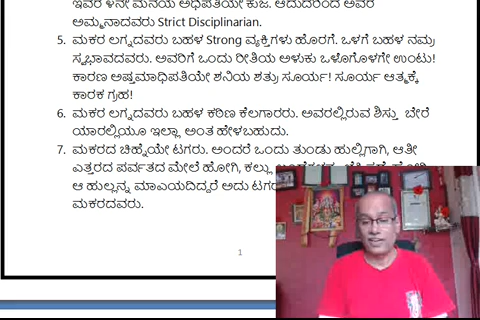 ಇವರ ೪ನೇ ಮನೆಯ ಅಧಿಪತಿಯೇ ಕುಜ. ಆದುದರಿಂದ ಅವರ
ಅಮ್ಮನಾದವರು Strict Disciplinarian.
5. ಮಕರ ಲಗ್ನದವರು ಬಹಳ Strong ವ್ಯಕ್ತಿಗಳು ಹೊರಗೆ. ಒಳಗೆ ಬಹಳ ನಮ್ರ
ಸ್ವಭಾವದವರು. ಅವರಿಗೆ ಒಂದು ರೀತಿಯ ಅಳುಕು ಒಳೊಗೊಳಗೇ ಉಂಟು!
ಕಾರಣ ಅಷ್ತಮಾಧಿಪತಿಯೇ ಶನಿಯ ಶತ್ರು ಸೂರ್ಯ! ಸೂರ್ಯ ಆತ್ಮಕ್ಕೆ
ಕಾರಕ ಗ್ರಹ!
6. ಮಕರ ಲಗ್ನದವರು ಬಹಳ ಕಠಿಣ ಕೆಲಗಾರರು. ಅವರಲ್ಲಿರುವ ಶಿಸ್ತು ಬೇರೆ
ಯಾರಲ್ಲಿಯೂ ಇಲ್ಲಾ ಅಂತ ಹೇಳಬಹುದು.
7. ಮಕರದ ಚಿಹ್ನೆಯೇ ಟಗರು. ಅಂದರೆ ಒಂದು ತುಂಡು ಹುಲ್ಲಿಗಾಗಿ, ಆತೀ
ಎತ್ತರದ ಪರ್ವತದ ಮೇಲೆ ಹೋಗಿ, ಕಲ್ಲು
ಆ ಹುಲ್ಲನ್ನ ಮಾಎಯದಿದ್ದರೆ ಅದು ಟಗರ
ಮಕರದವರು.
1